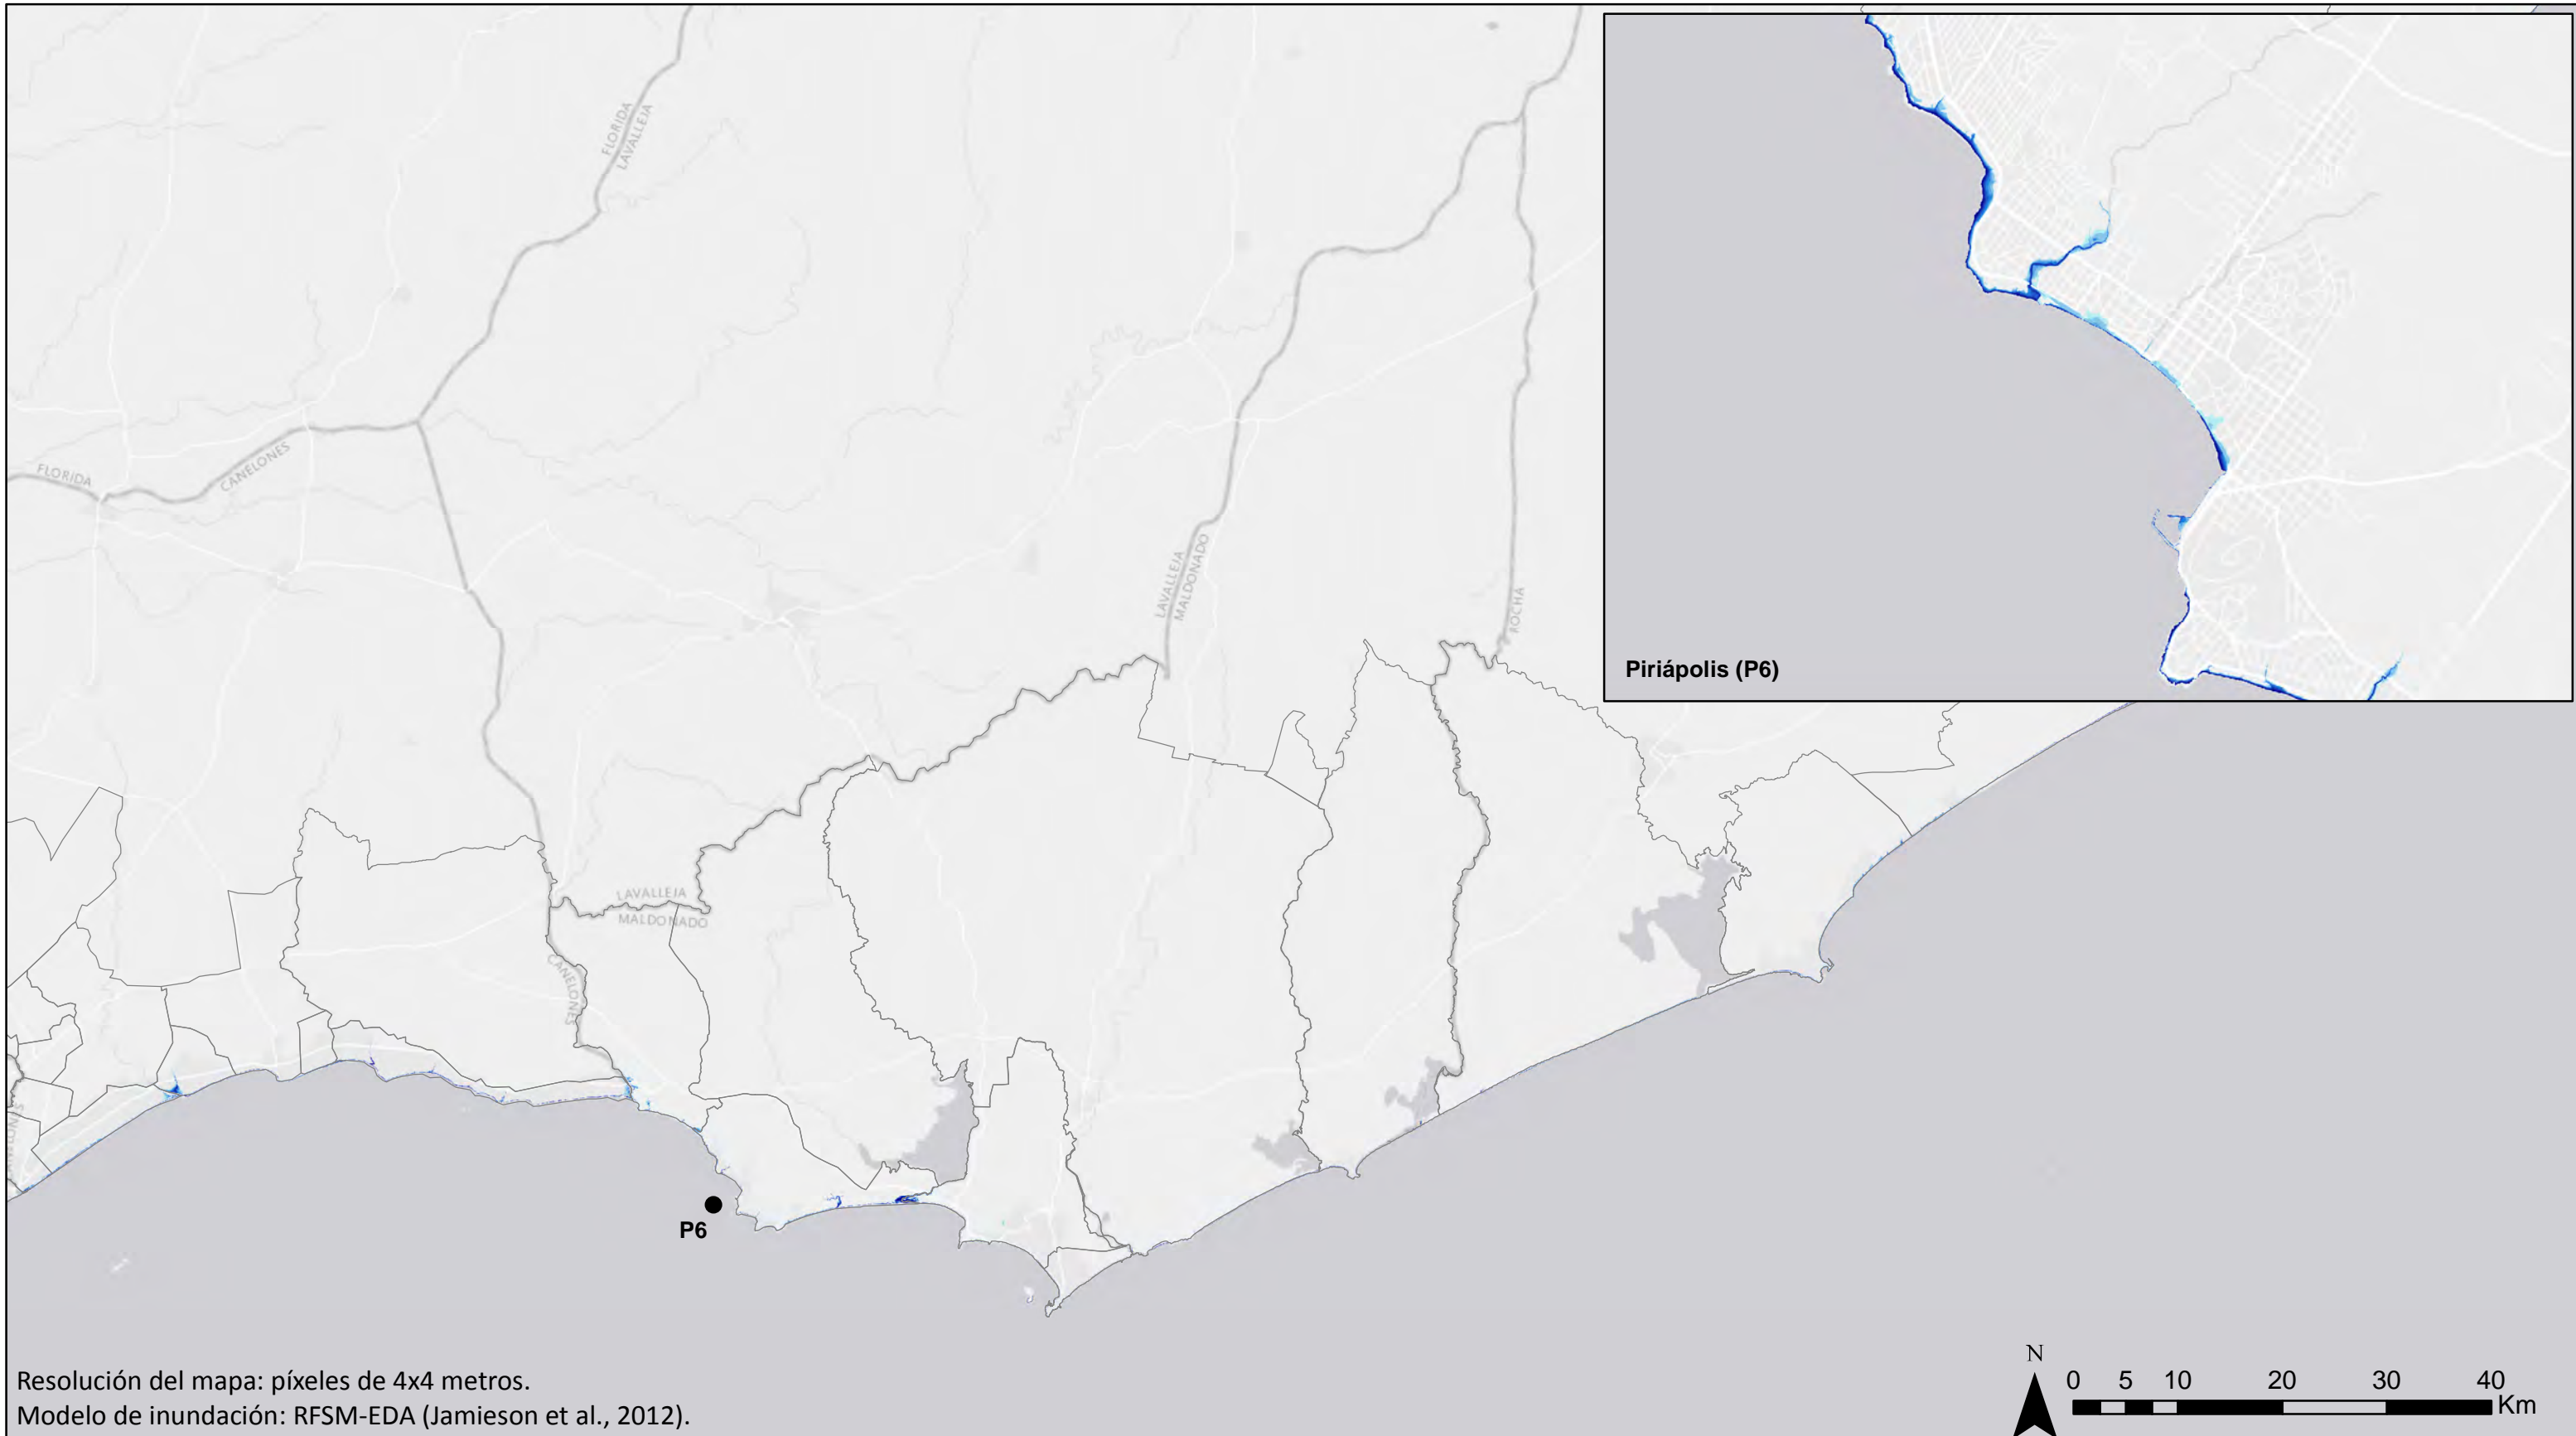 FLORIDA
LAVALLEJA
FLORIDA
CANELONES
LAVALLEJA
MALDONADO
ROCHA
Piriápolis (P6)
LAVALLEJA
MALDONADO
CANELONES
P6
Resolución del mapa: píxeles de 4x4 metros.
Modelo de inundación: RFSM-EDA (Jamieson et al., 2012).
N
0 5 10 20 30 40
Km